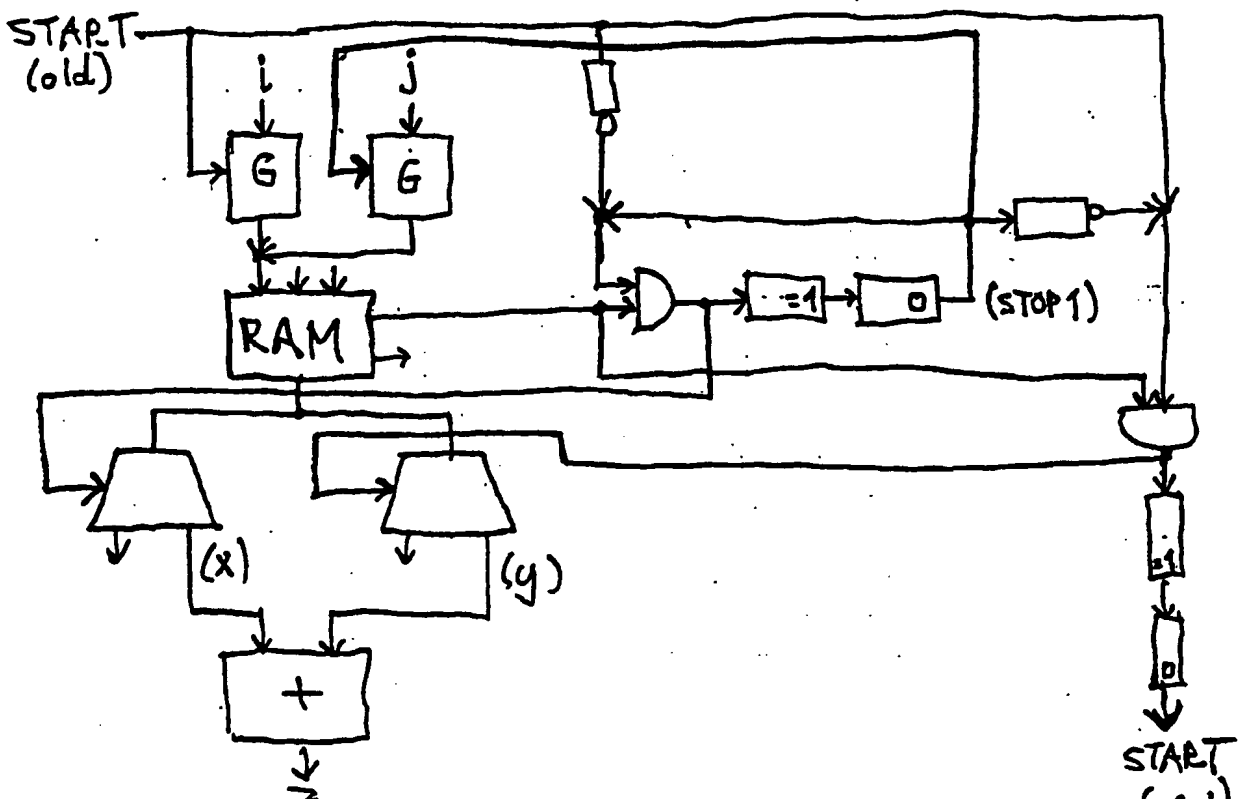 START
(old)
i
j
G
G
RAM
=1
0
(STOP1)
(x)
(y)
=1
+
0
START